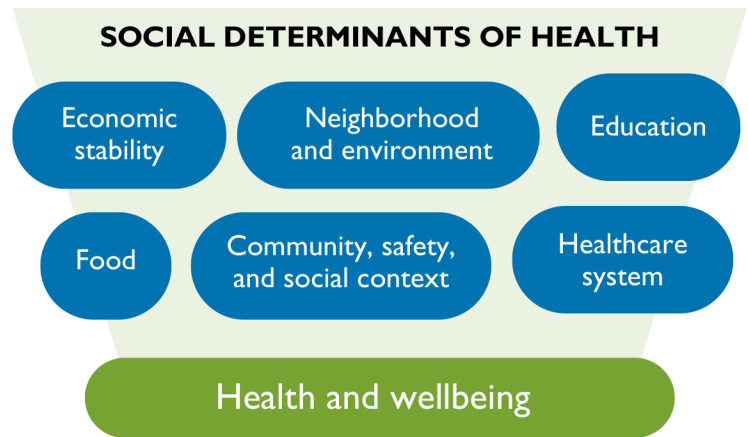 SOCIAL DETERMINANTS OF HEALTH
Economic
stability
Neighborhood
and environment
Education
Food
Community, safety,
and social context
Healthcare
system
Health and wellbeing